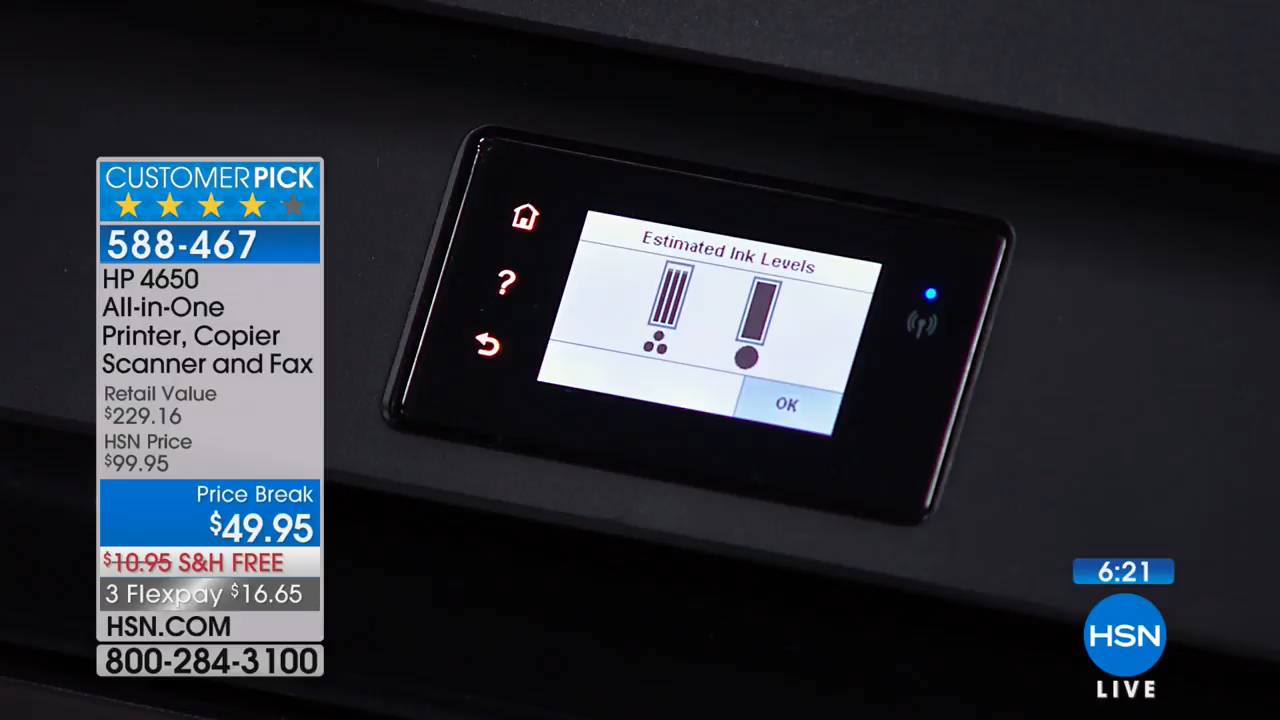 CUSTOMERPICK
588-467
HP 4650
All-in-One
Printer, Copier
Scanner and Fax
Retail Value
$229.16
HSN Price
$99.95
Price Break
$49.95
$10.95 S&H FREE
3 Flexpay $16.65
HSN.COM
800-284-3100
?
Estimated Ink Levels
OK
6:21
HSN
LIVE